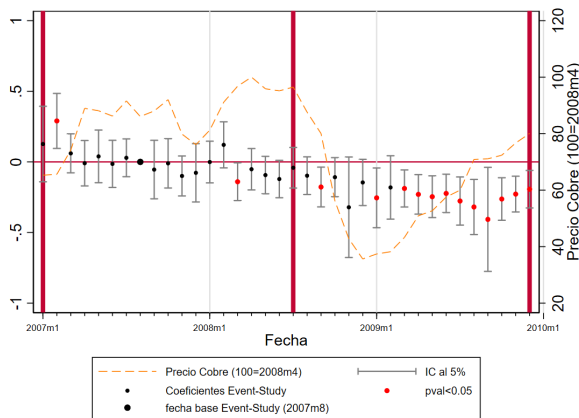 1
.5
0
-.5
-1
120
100
80
60
40
20
Precio Cobre (100=2008m4)
2007m1
2008m1
2009m1
2010m1
Fecha
Precio Cobre (100=2008m4)
IC al 5%
Coeficientes Event-Study
pval<0.05
fecha base Event-Study (2007m8)